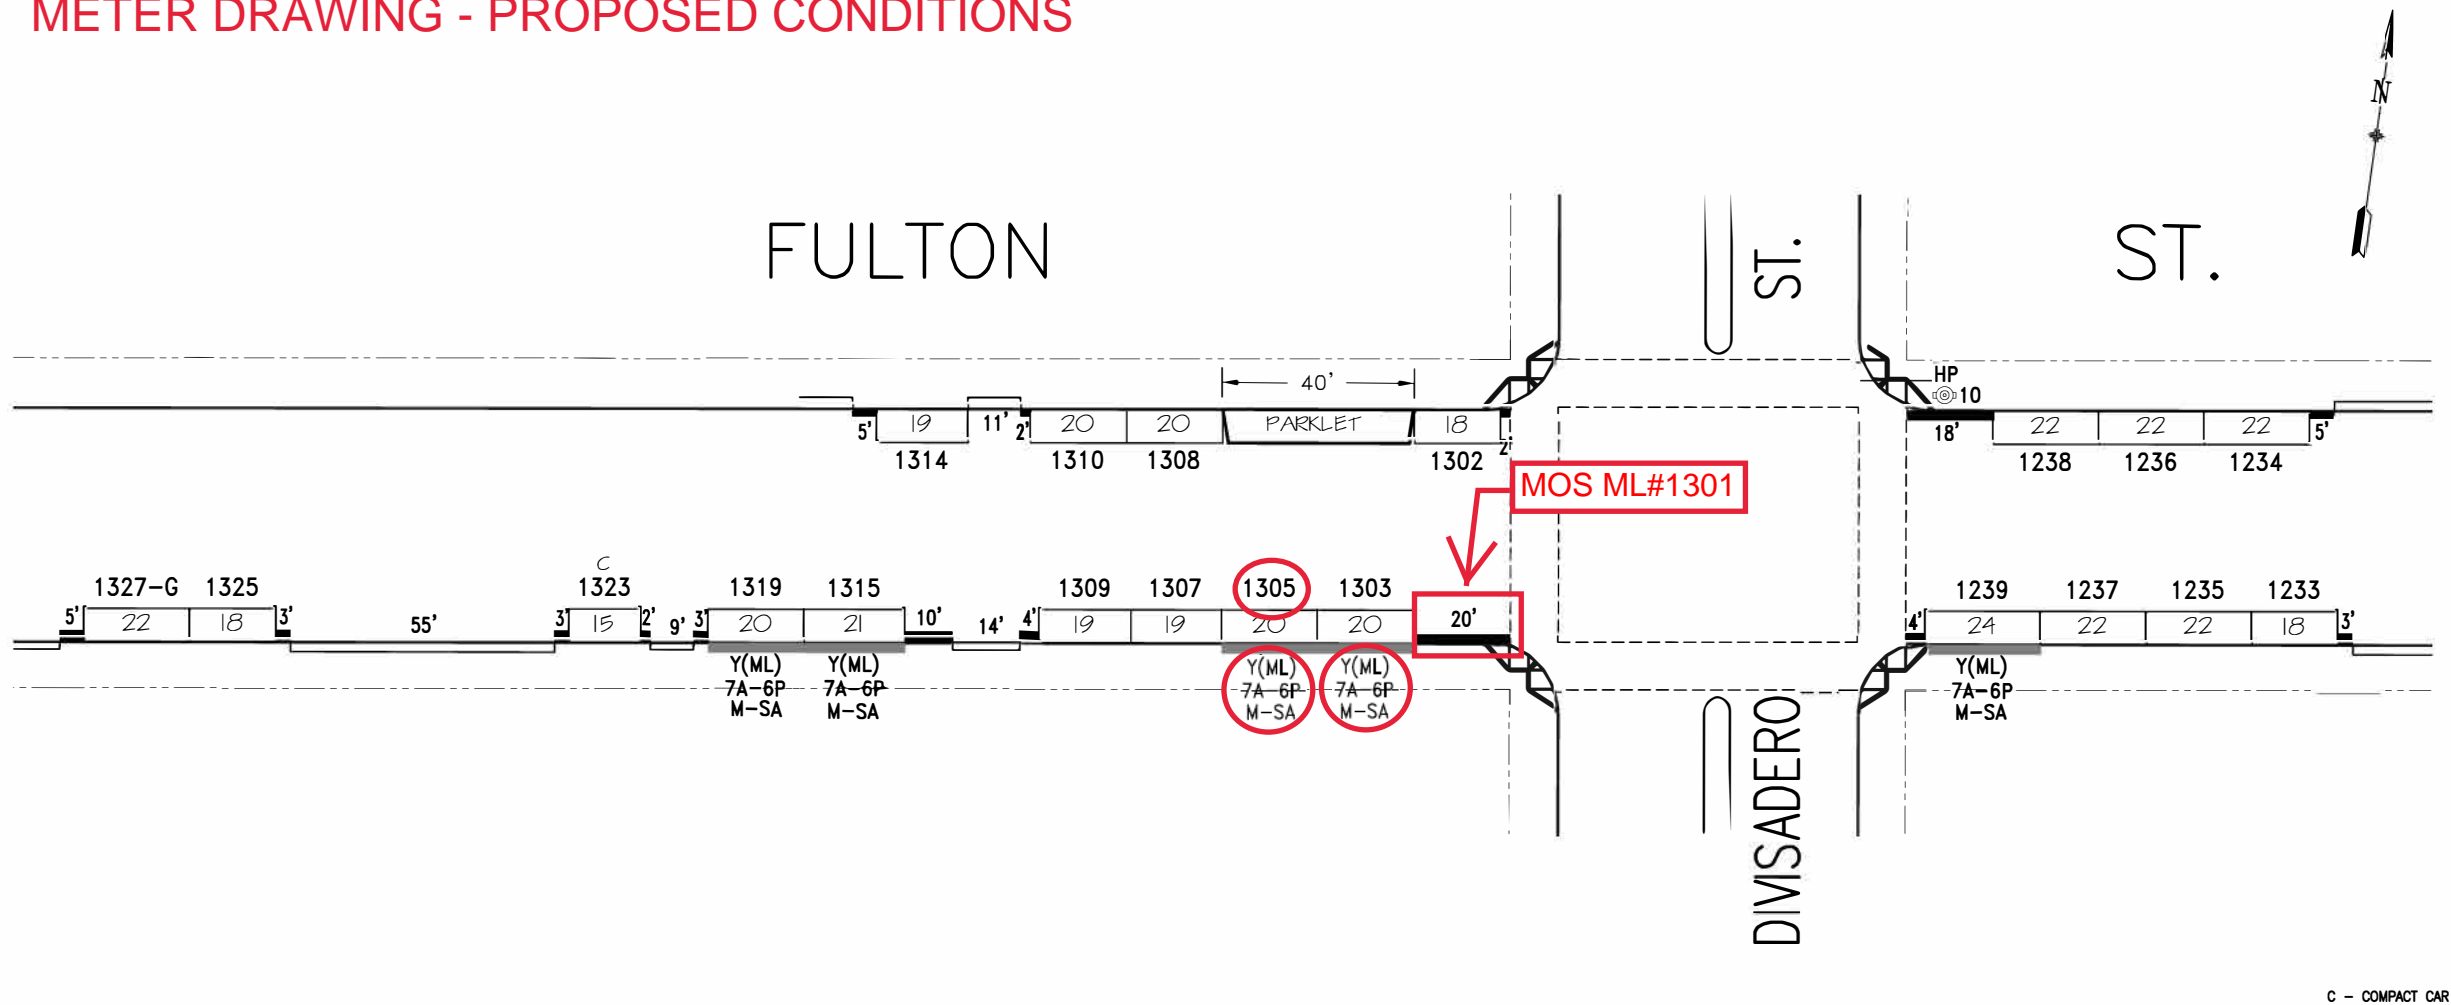 METER DRAWING - PROPOSED CONDITIONS
N
FULTON
ST.
ST.
40'
HP
10
5'
19
11'
2'
20
20
PARKLET
18
2'
18'
22
22
22
5'
1314
1310
1308
1302
1238
1236
1234
MOS ML#1301
C
1327-G
1325
1323
1319
1315
1309
1307
1305
1303
1239
1237
1235
1233
5'
22
18
3'
55'
3'
15
2'
9'
3'
20
21
10'
14'
4'
19
19
20
20
20'
4'
24
22
22
18
3'
Y(ML)
7A-6P
M-SA
Y(ML)
7A-6P
M-SA
Y(ML)
7A-6P
M-SA
Y(ML)
7A-6P
M-SA
Y(ML)
7A-6P
M-SA
DIVISADERO
C - COMPACT CAR